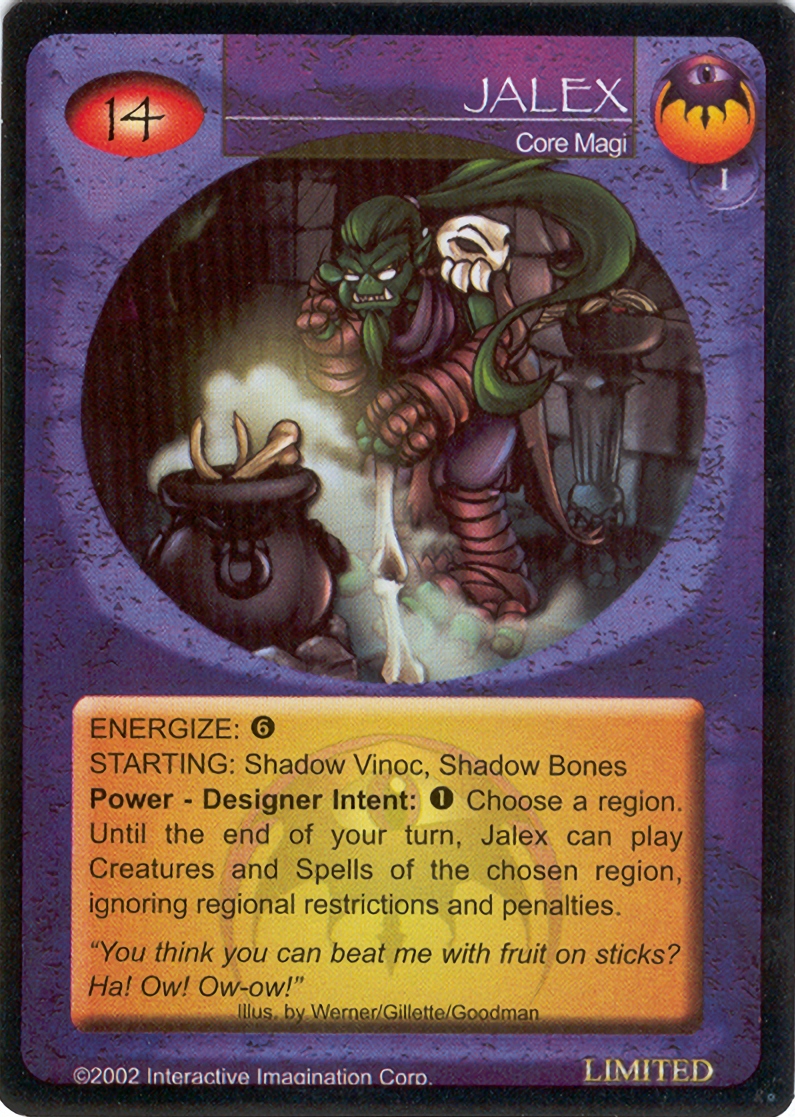 14
JALEX
Core Magi
I
ENERGIZE: ❻
STARTING: Shadow Vinoc, Shadow Bones
Power - Designer Intent: ❶ Choose a region.
Until the end of your turn, Jalex can play
Creatures and Spells of the chosen region,
ignoring regional restrictions and penalties.
“You think you can beat me with fruit on sticks?
Ha! Ow! Ow-ow!”
Illus. by Werner/Gillette/Goodman
©2002 Interactive Imagination Corp.
LIMITED